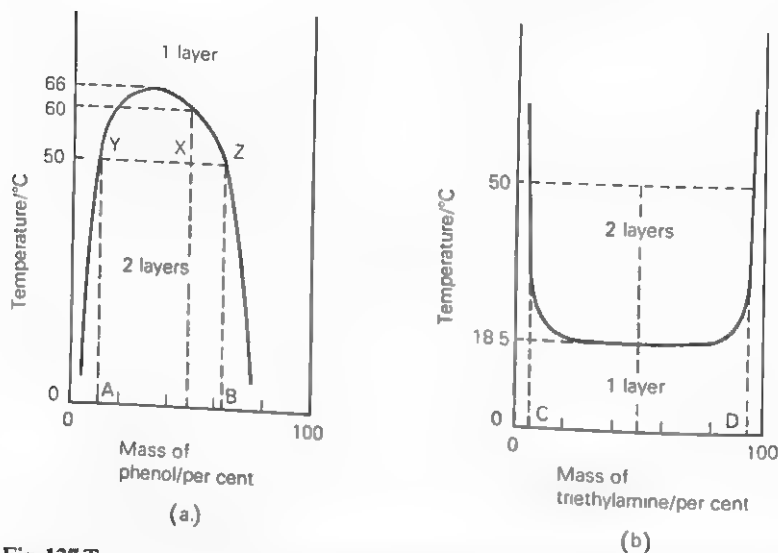 1 layer
66
60
50
Y
X
Z
2 layers
Temperature/°C
0
A
B
0
100
Mass of
phenol/per cent
(a.)
50
2 layers
Temperature/°C
18 5
1 layer
0
C
D
0
100
Mass of
triethylamine/per cent
(b)